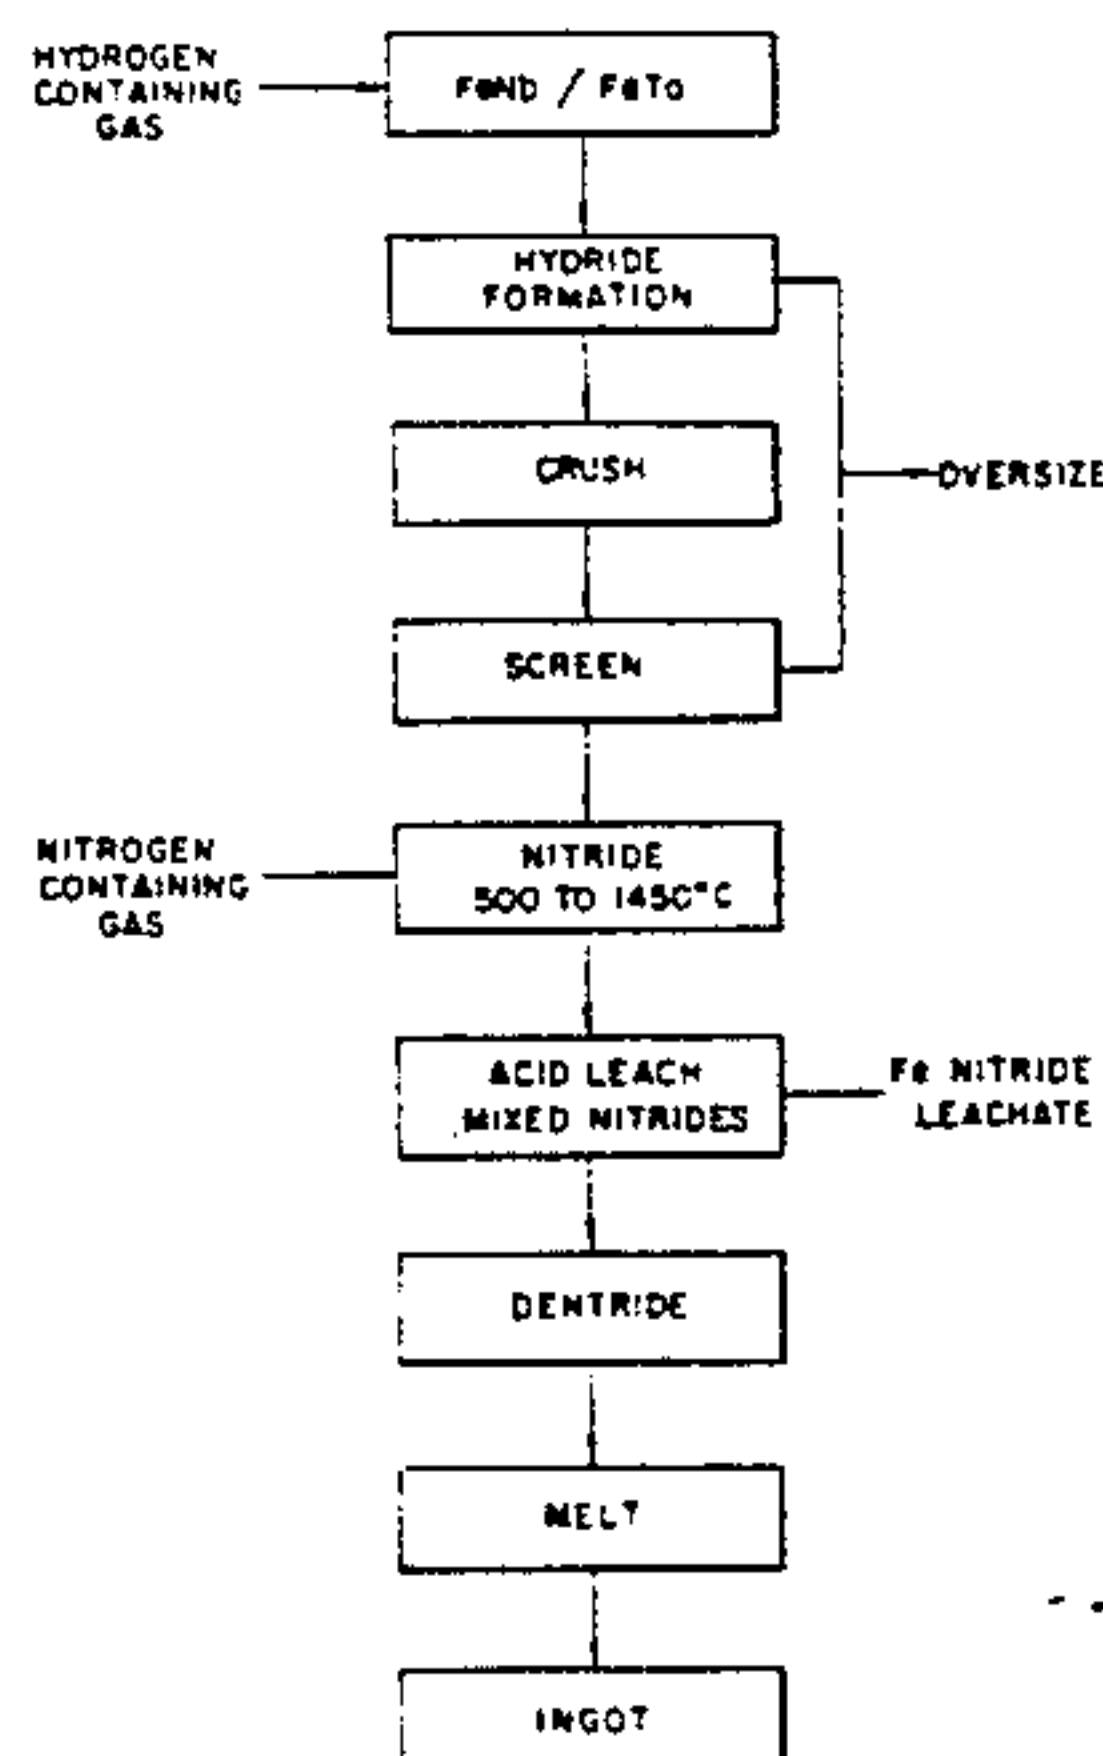 HYDROGEN
CONTAINING
GAS
FeNb / FeTa
HYDRIDE
FORMATION
CRUSH
OVERSIZE
SCREEN
NITROGEN
CONTAINING
GAS
NITRIDE
500 TO 1450°C
ACID LEACH
MIXED NITRIDES
Fe NITRIDE
LEACHATE
DENTRIDE
MELT
INGOT